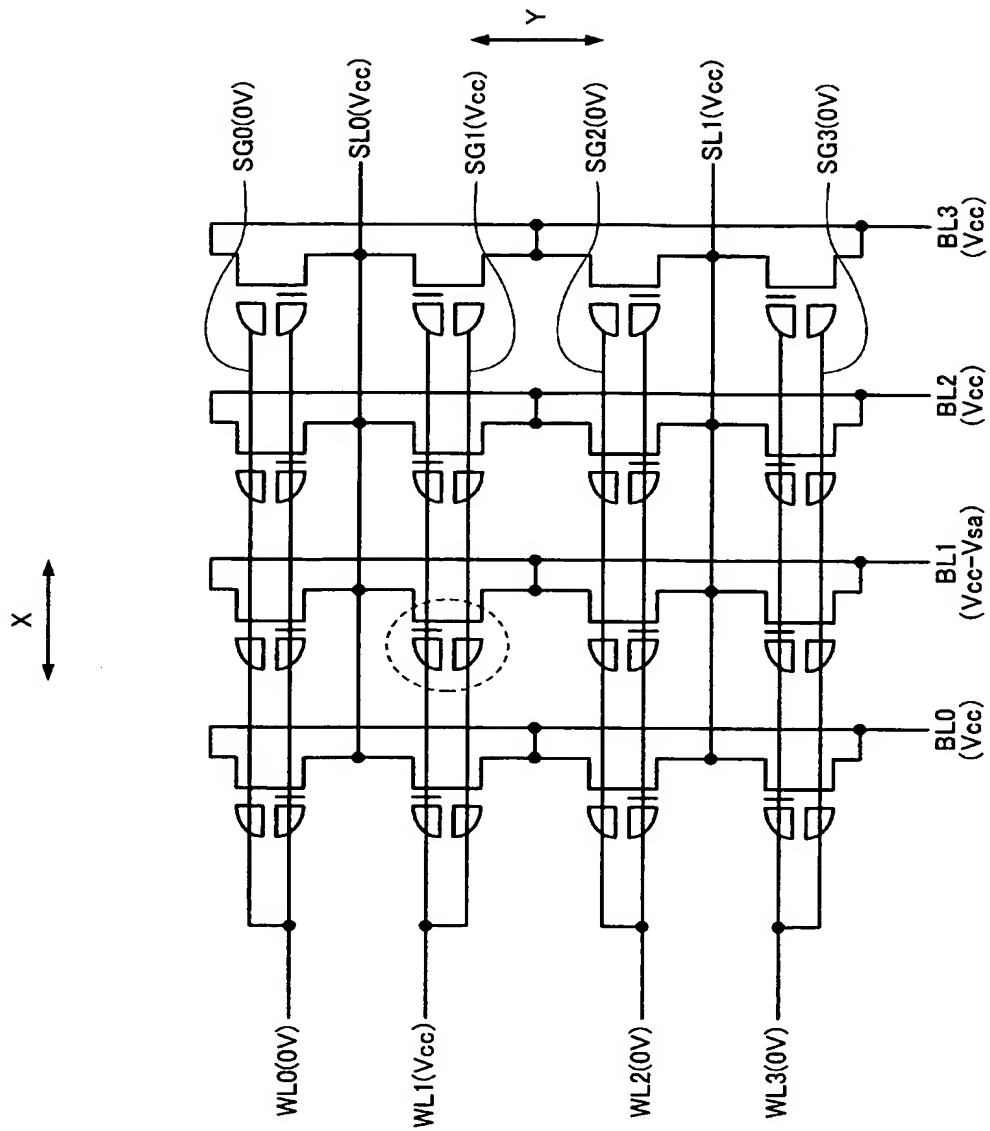 X
Y
SG0(0V)
SL0(Vcc)
SG1(Vcc)
SG2(0V)
SL1(Vcc)
SG3(0V)
WL0(0V)
WL1(Vcc)
WL2(0V)
WL3(0V)
BL0
(Vcc)
BL1
(Vcc-Vsa)
BL2
(Vcc)
BL3
(Vcc)